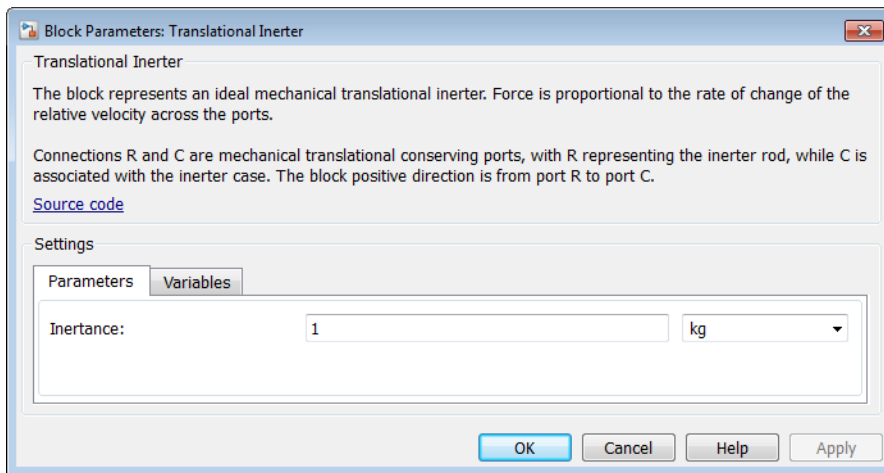 Block Parameters: Translational Inerter
Translational Inerter
The block represents an ideal mechanical translational inerter. Force is proportional to the rate of change of the
relative velocity across the ports.
Connections R and C are mechanical translational conserving ports, with R representing the inerter rod, while C is
associated with the inerter case. The block positive direction is from port R to port C.
Source code
Settings
Parameters Variables
Inertance: 1 kg
OK Cancel Help Apply